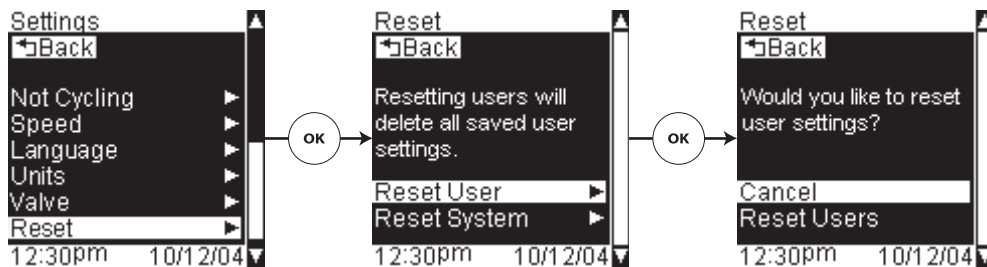 Settings
Back
Not Cycling
Speed
Language
Units
Valve
Reset
12:30pm 10/12/04
OK
Reset
Back
Resetting users will
delete all saved user
settings.
Reset User
Reset System
12:30pm 10/12/04
OK
Reset
Back
Would you like to reset
user settings?
Cancel
Reset Users
12:30pm 10/12/04